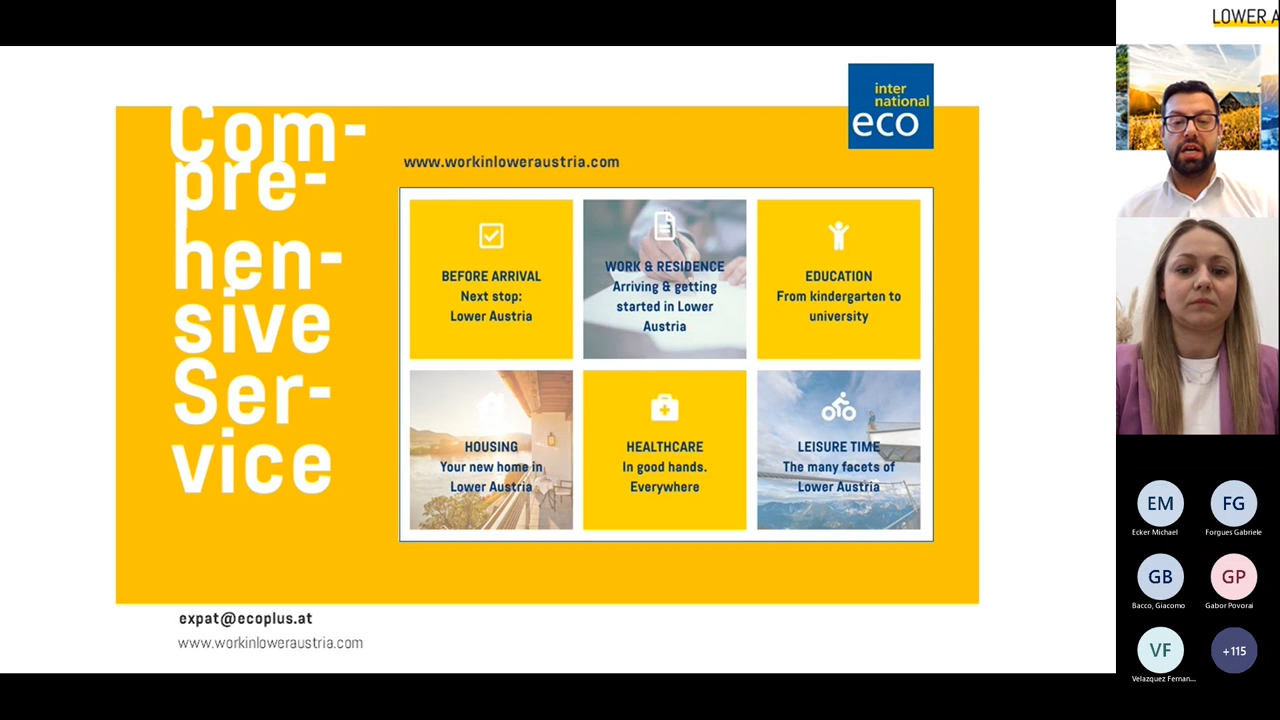 Com-
pre-
hen-
sive
Ser-
vice
inter
national
eco
www.workinloweraustria.com
BEFORE ARRIVAL
Next stop:
Lower Austria
WORK & RESIDENCE
Arriving & getting
started in Lower
Austria
EDUCATION
From kindergarten to
university
HOUSING
Your new home in
Lower Austria
HEALTHCARE
In good hands.
Everywhere
LEISURE TIME
The many facets of
Lower Austria
expat@ecoplus.at
www.workinloweraustria.com
LOWER A
EM
Ecker Michael
FG
Forgues Gabriele
GB
Bacco, Giacomo
GP
Gabor Povorai
VF
Velazquez Fernan...
+115